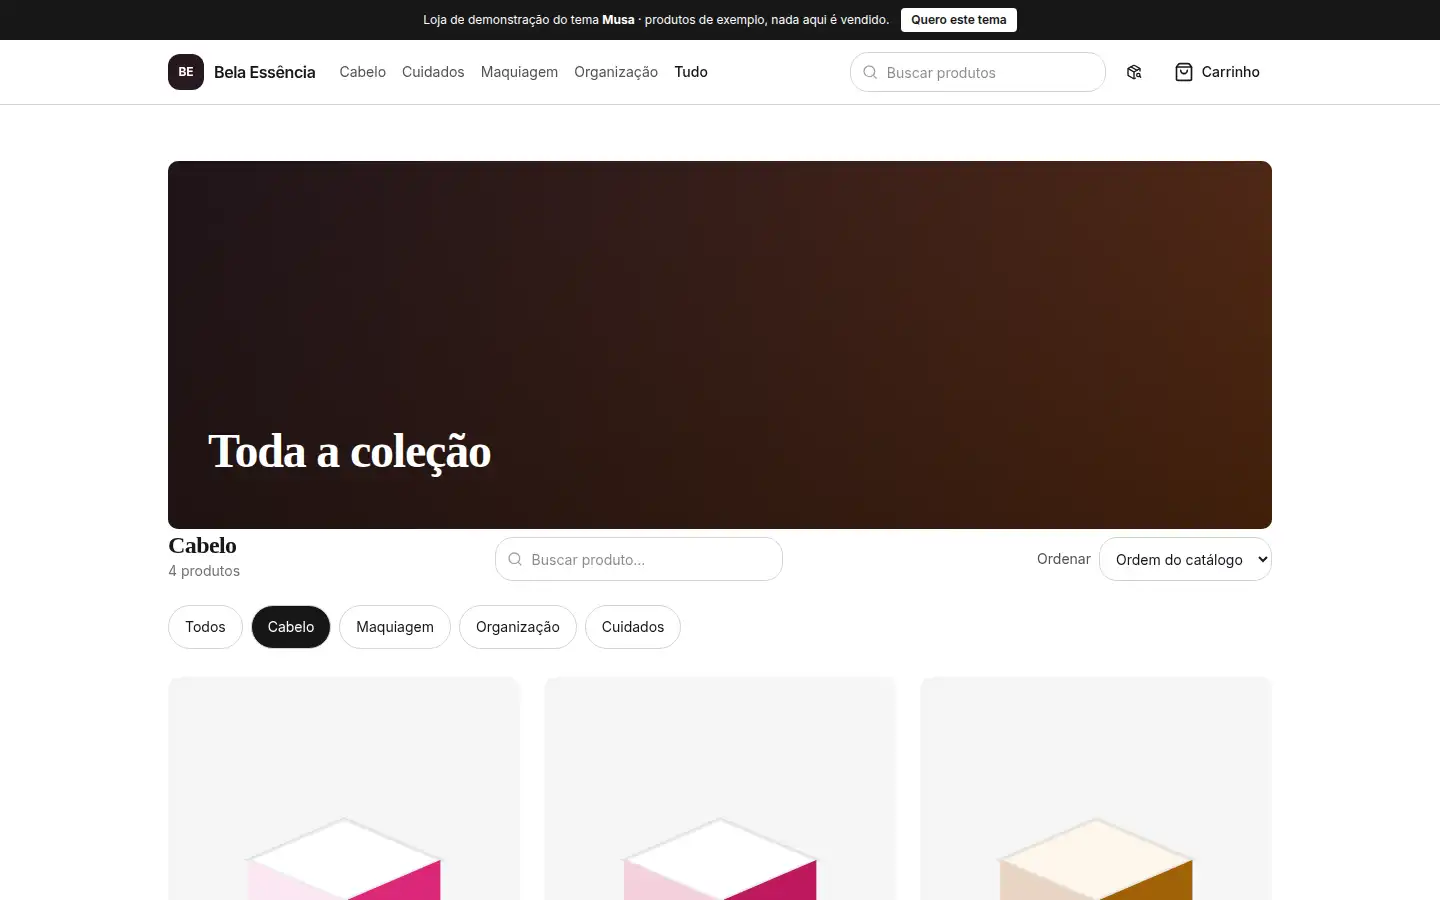 Loja de demonstração do tema Musa · produtos de exemplo, nada aqui é vendido. Quero este tema
BE Bela Essência Cabelo Cuidados Maquiagem Organização Tudo Buscar produtos Carrinho
Toda a coleção
Cabelo
4 produtos
Buscar produto...
Ordenar Ordem do catálogo
Todos Cabelo Maquiagem Organização Cuidados